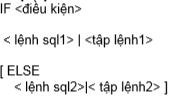 IF <điều kiện>
< lệnh sql1> | <tập lệnh1>
[ ELSE
< lệnh sql2>|< tập lệnh2> ]